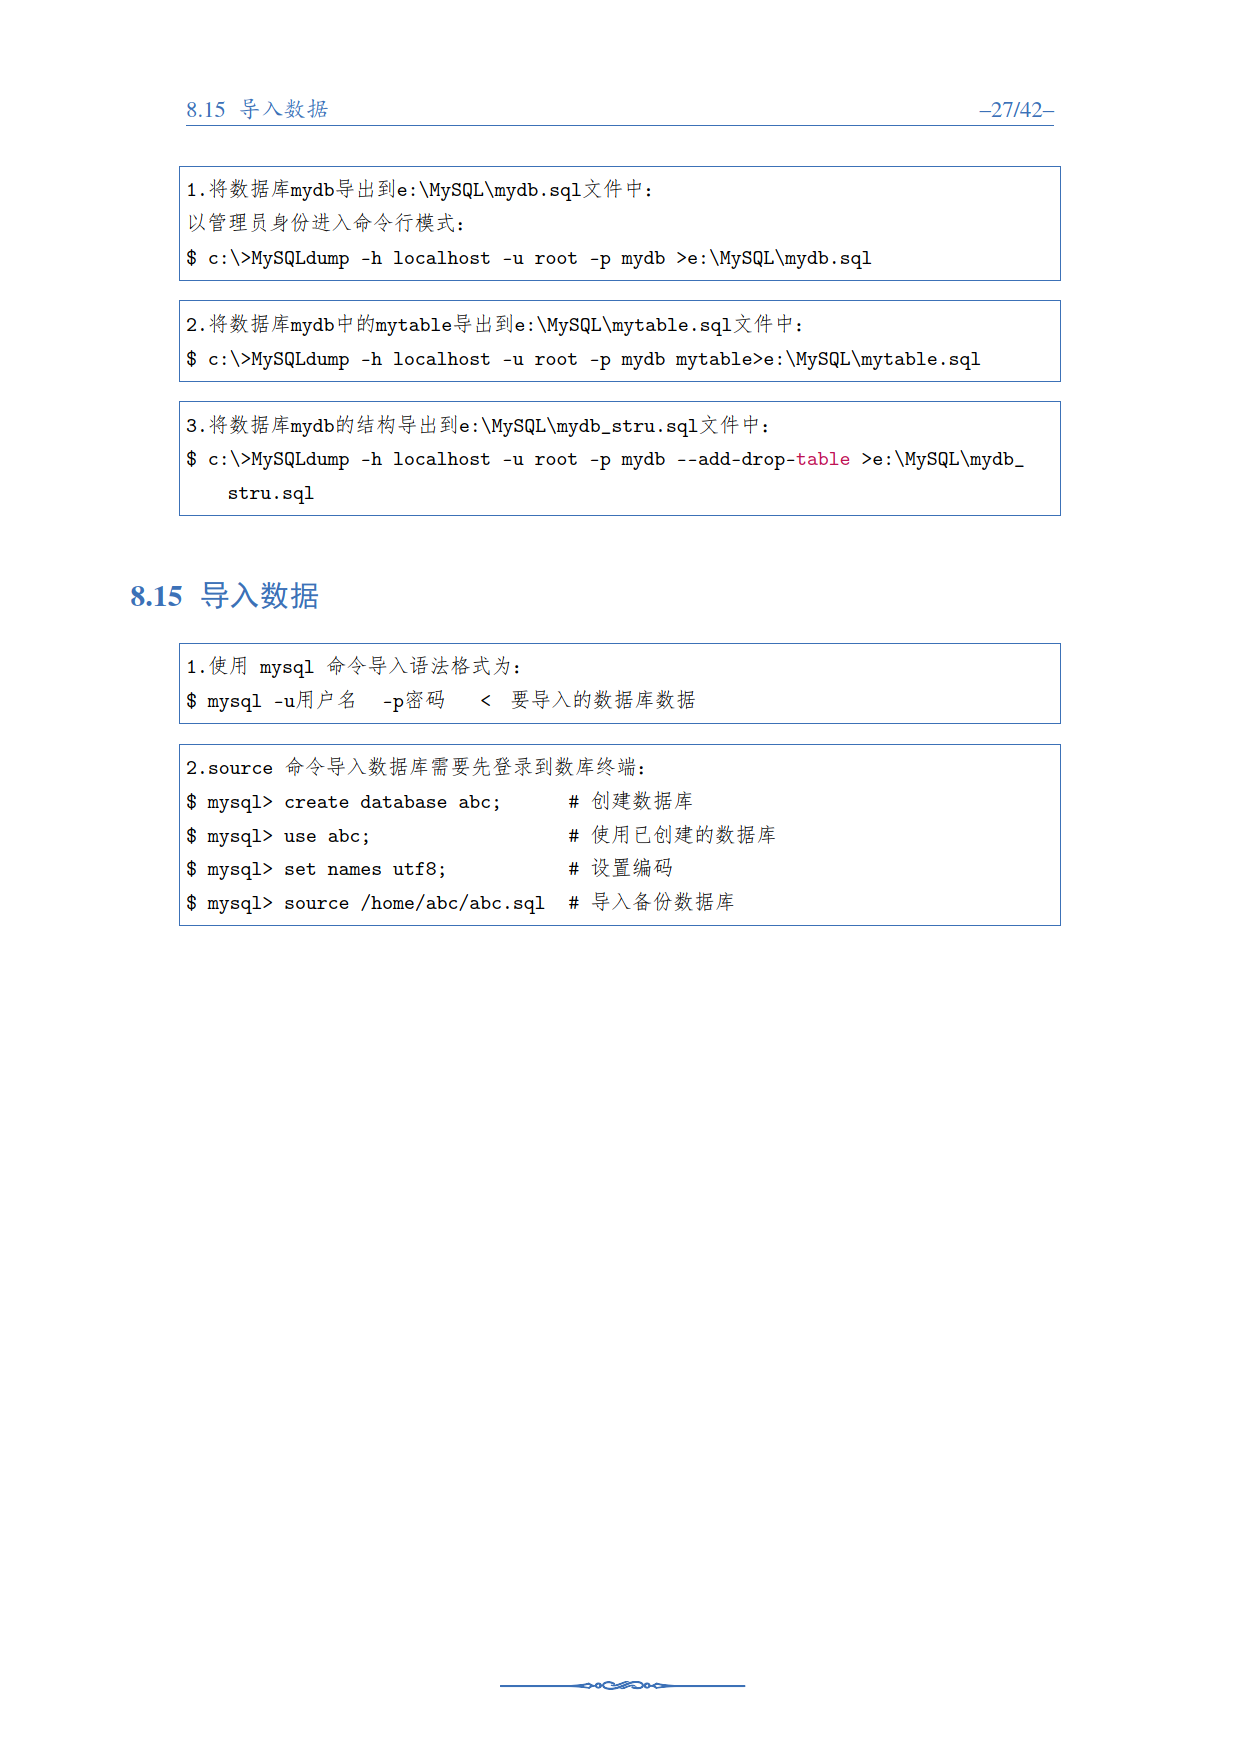 8.15 导入数据 –27/42–
1.将数据库mydb导出到e:\MySQL\mydb.sql文件中:
以管理员身份进入命令行模式:
$ c:\>MySQLdump -h localhost -u root -p mydb >e:\MySQL\mydb.sql
2.将数据库mydb中的mytable导出到e:\MySQL\mytable.sql文件中:
$ c:\>MySQLdump -h localhost -u root -p mydb mytable>e:\MySQL\mytable.sql
3.将数据库mydb的结构导出到e:\MySQL\mydb_stru.sql文件中:
$ c:\>MySQLdump -h localhost -u root -p mydb --add-drop-table >e:\MySQL\mydb_
stru.sql
8.15 导入数据
1.使用 mysql 命令导入语法格式为:
$ mysql -u用户名 -p密码 < 要导入的数据库数据
2.source 命令导入数据库需要先登录到数库终端:
$ mysql> create database abc; # 创建数据库
$ mysql> use abc; # 使用已创建的数据库
$ mysql> set names utf8; # 设置编码
$ mysql> source /home/abc/abc.sql # 导入备份数据库